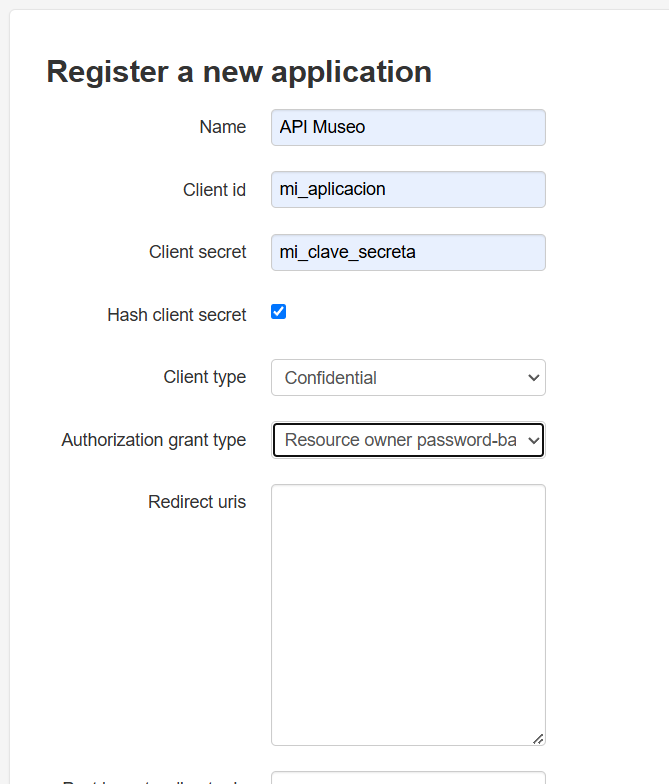 Register a new application
Name API Museo
Client id mi_aplicacion
Client secret mi_clave_secreta
Hash client secret
Client type Confidential
Authorization grant type Resource owner password-ba
Redirect uris